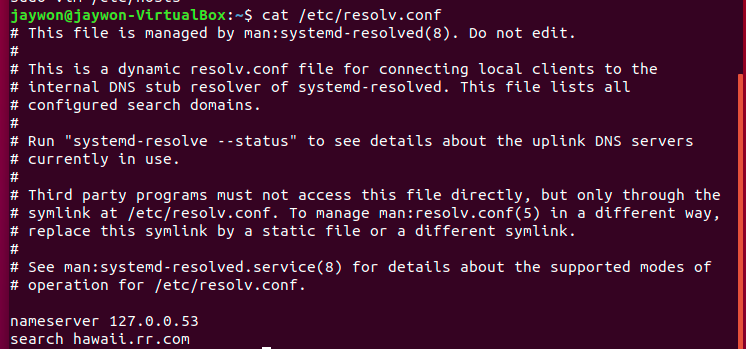 jaywon@jaywon-VirtualBox:~$ cat /etc/resolv.conf
# This file is managed by man:systemd-resolved(8). Do not edit.
#
# This is a dynamic resolv.conf file for connecting local clients to the
# internal DNS stub resolver of systemd-resolved. This file lists all
# configured search domains.
#
# Run "systemd-resolve --status" to see details about the uplink DNS servers
# currently in use.
#
# Third party programs must not access this file directly, but only through the
# symlink at /etc/resolv.conf. To manage man:resolv.conf(5) in a different way,
# replace this symlink by a static file or a different symlink.
#
# See man:systemd-resolved.service(8) for details about the supported modes of
# operation for /etc/resolv.conf.

nameserver 127.0.0.53
search hawaii.rr.com